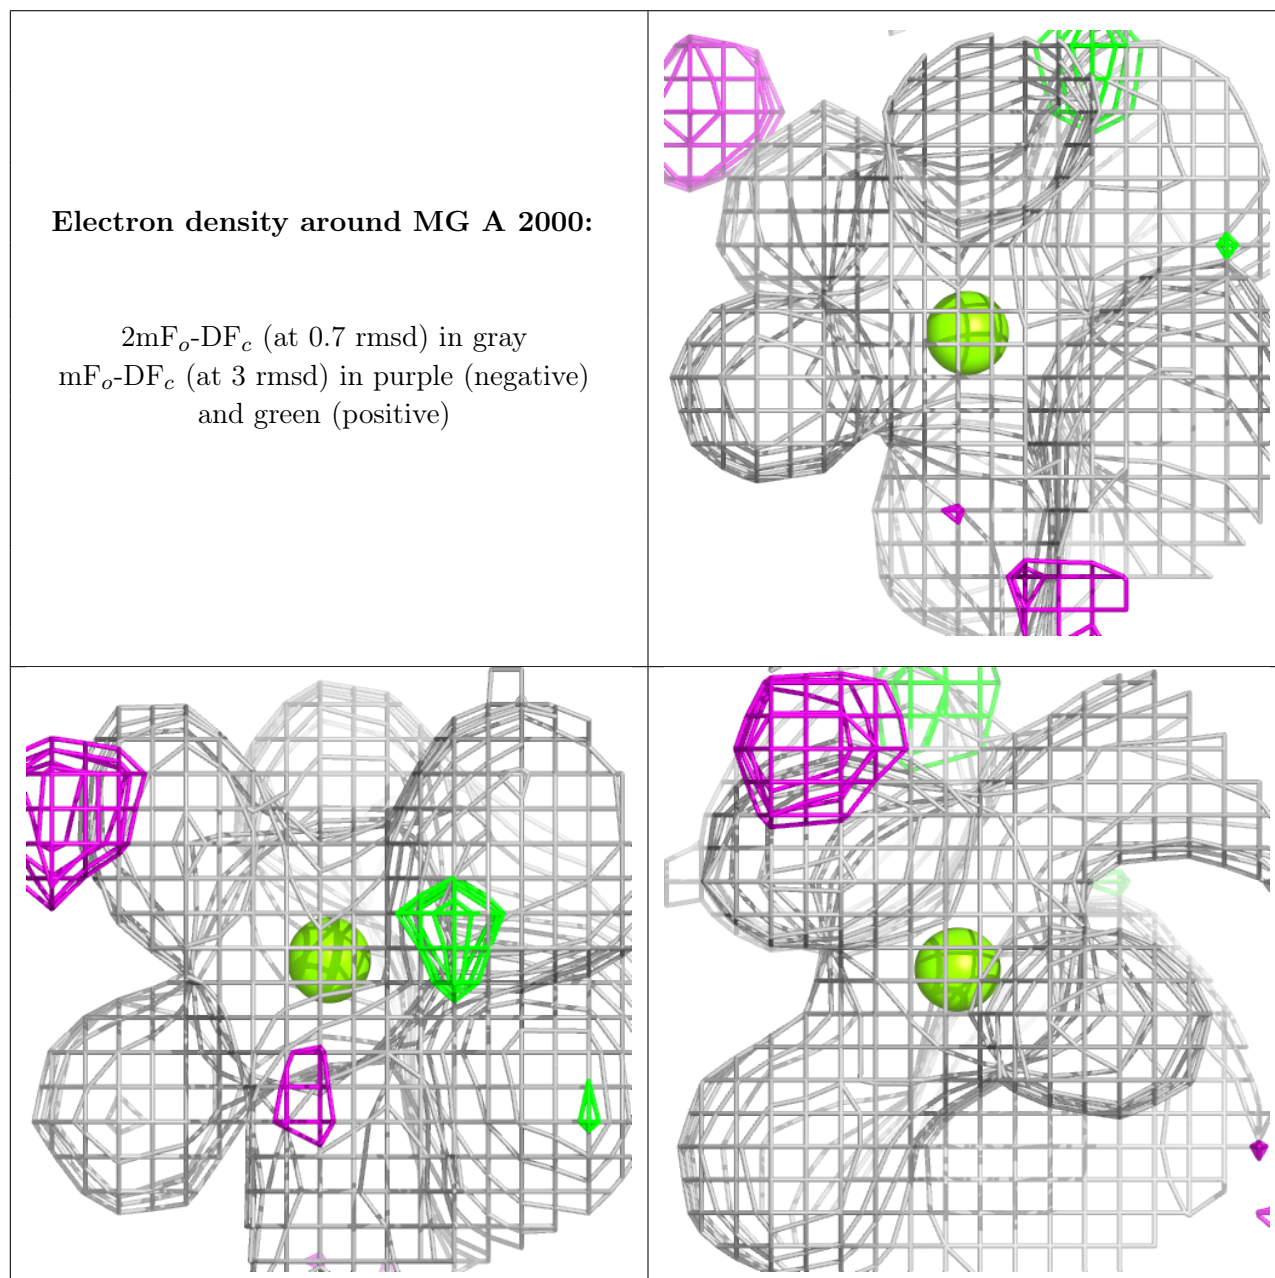 Electron density around MG A 2000:
2mFo-DFc (at 0.7 rmsd) in gray
mFo-DFc (at 3 rmsd) in purple (negative)
and green (positive)